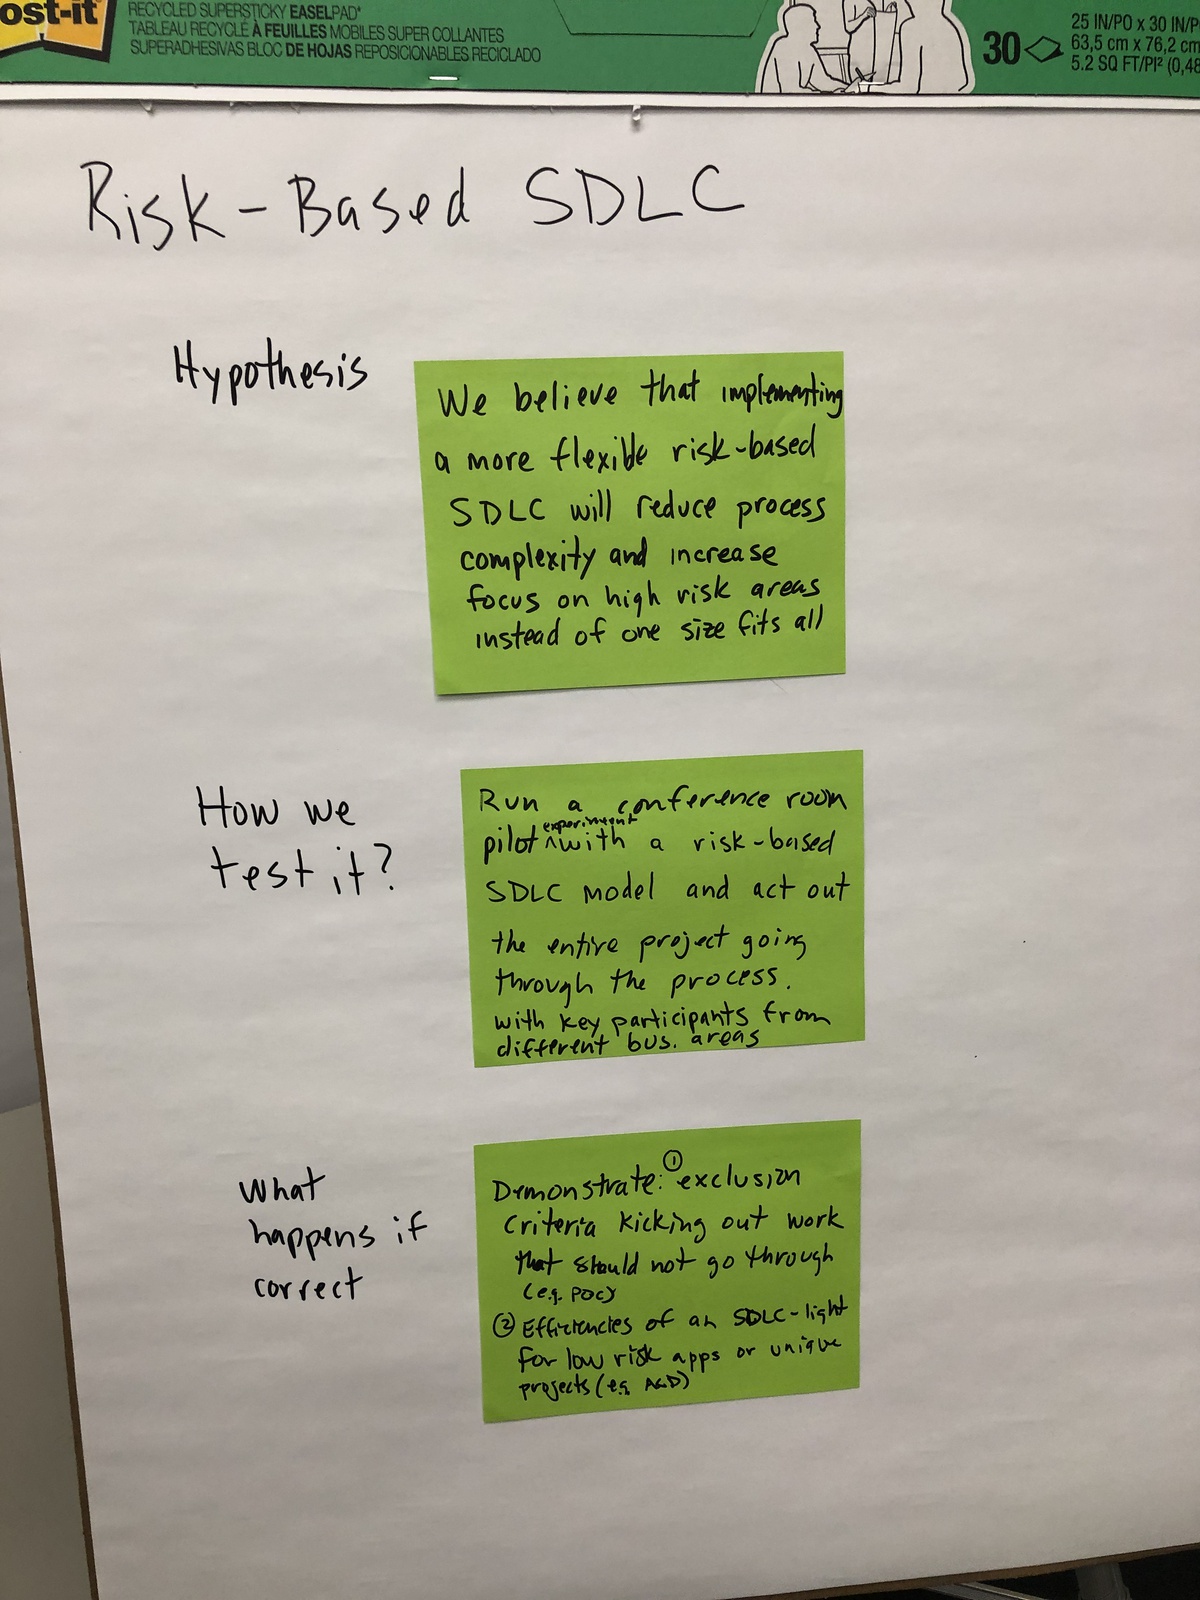 ost-it
RECYCLED SUPERSTICKY EASELPAD*
TABLEAU RECYCLÉ À FEUILLES MOBILES SUPER COLLANTES
SUPERADHESIVAS BLOC DE HOJAS REPOSICIONABLES RECICLADO
30
25 IN/PO x 30 IN/P
63,5 cm x 76,2 cm
5.2 SQ FT/PI² (0,48
Risk-Based SDLC
Hypothesis
We believe that implementing
a more flexible risk-based
SDLC will reduce process
complexity and increase
focus on high risk areas
instead of one size fits all
How we
test it?
Run a conference room
pilot ^experiment with a risk-based
SDLC model and act out
the entire project going
through the process.
with key participants from
different bus. areas
What
happens if
correct
Demonstrate: ① exclusion
criteria kicking out work
that should not go through
(e.g. POC)
② Efficiencies of an SDLC-light
for low risk apps or unique
projects (e.g. A&D)